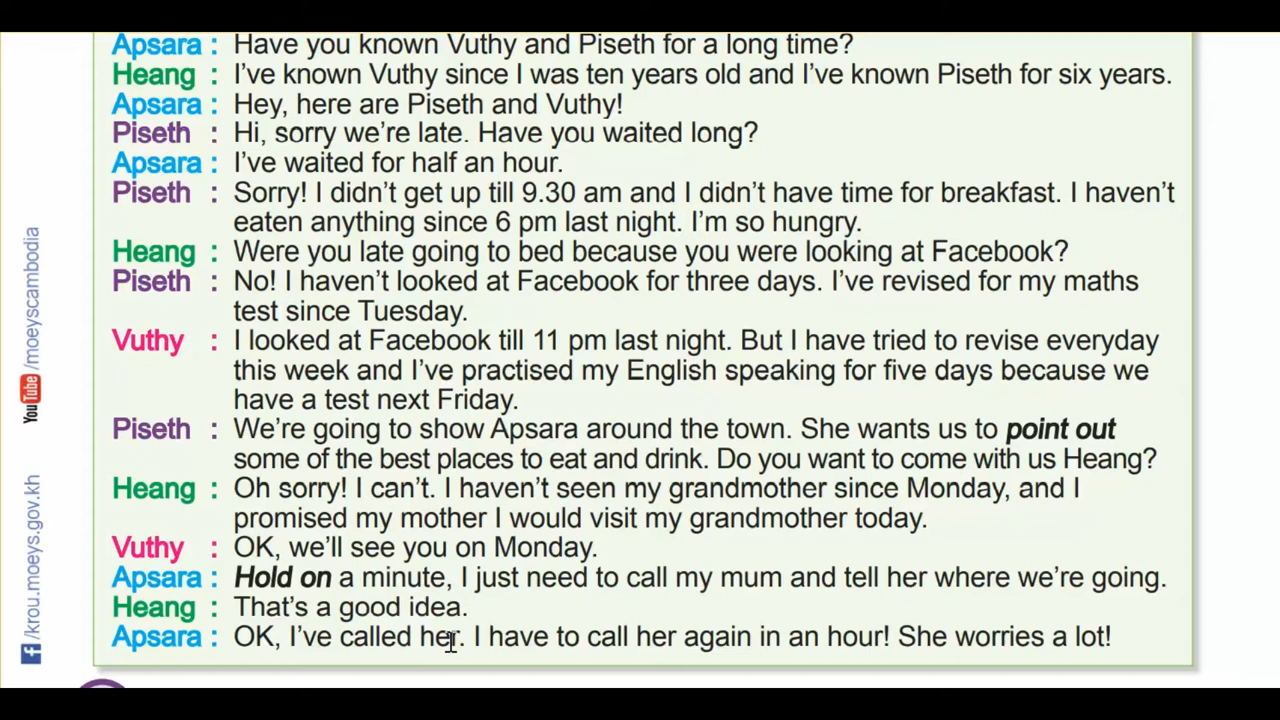 Apsara : Have you known Vuthy and Piseth for a long time?
Heang : I've known Vuthy since I was ten years old and I've known Piseth for six years.
Apsara : Hey, here are Piseth and Vuthy!
Piseth : Hi, sorry we're late. Have you waited long?
Apsara : I've waited for half an hour.
Piseth : Sorry! I didn't get up till 9.30 am and I didn't have time for breakfast. I haven't
eaten anything since 6 pm last night. I'm so hungry.
Heang : Were you late going to bed because you were looking at Facebook?
Piseth : No! I haven't looked at Facebook for three days. I've revised for my maths
test since Tuesday.
Vuthy : I looked at Facebook till 11 pm last night. But I have tried to revise everyday
this week and I've practised my English speaking for five days because we
have a test next Friday.
Piseth : We're going to show Apsara around the town. She wants us to point out
some of the best places to eat and drink. Do you want to come with us Heang?
Heang : Oh sorry! I can't. I haven't seen my grandmother since Monday, and I
promised my mother I would visit my grandmother today.
Vuthy : OK, we'll see you on Monday.
Apsara : Hold on a minute, I just need to call my mum and tell her where we're going.
Heang : That's a good idea.
Apsara : OK, I've called her. I have to call her again in an hour! She worries a lot!
YouTube /moeyscambodia
f /krou.moeys.gov.kh